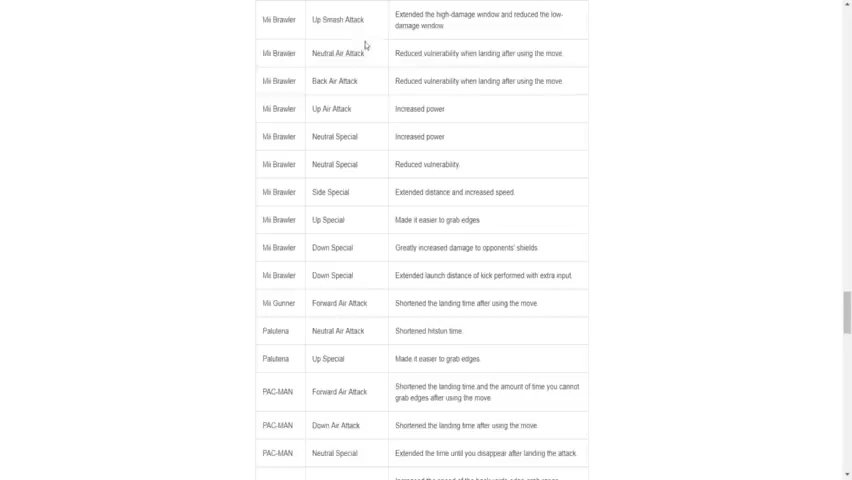 Mii Brawler Up Smash Attack Extended the high-damage window and reduced the low-
damage window.
Mii Brawler Neutral Air Attack Reduced vulnerability when landing after using the move.
Mii Brawler Back Air Attack Reduced vulnerability when landing after using the move.
Mii Brawler Up Air Attack Increased power
Mii Brawler Neutral Special Increased power
Mii Brawler Neutral Special Reduced vulnerability.
Mii Brawler Side Special Extended distance and increased speed
Mii Brawler Up Special Made it easier to grab edges
Mii Brawler Down Special Greatly increased damage to opponents' shields.
Mii Brawler Down Special Extended launch distance of kick performed with extra input.
Mii Gunner Forward Air Attack Shortened the landing time after using the move.
Palutena Neutral Air Attack Shortened hitstun time.
Palutena Up Special Made it easier to grab edges.
PAC-MAN Forward Air Attack Shortened the landing time and the amount of time you cannot
grab edges after using the move.
PAC-MAN Down Air Attack Shortened the landing time after using the move
PAC-MAN Neutral Special Extended the time until you disappear after landing the attack.